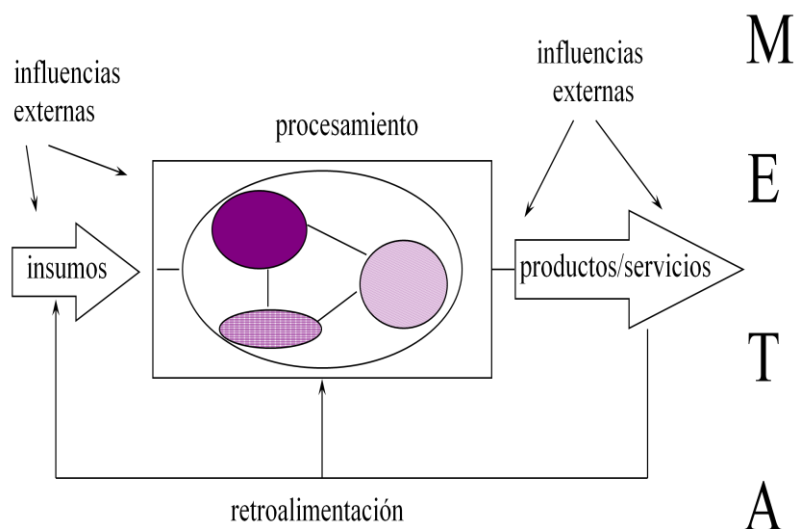 influencias
externas
procesamiento
influencias
externas
insumos
productos/servicios
retroalimentación
M
E
T
A